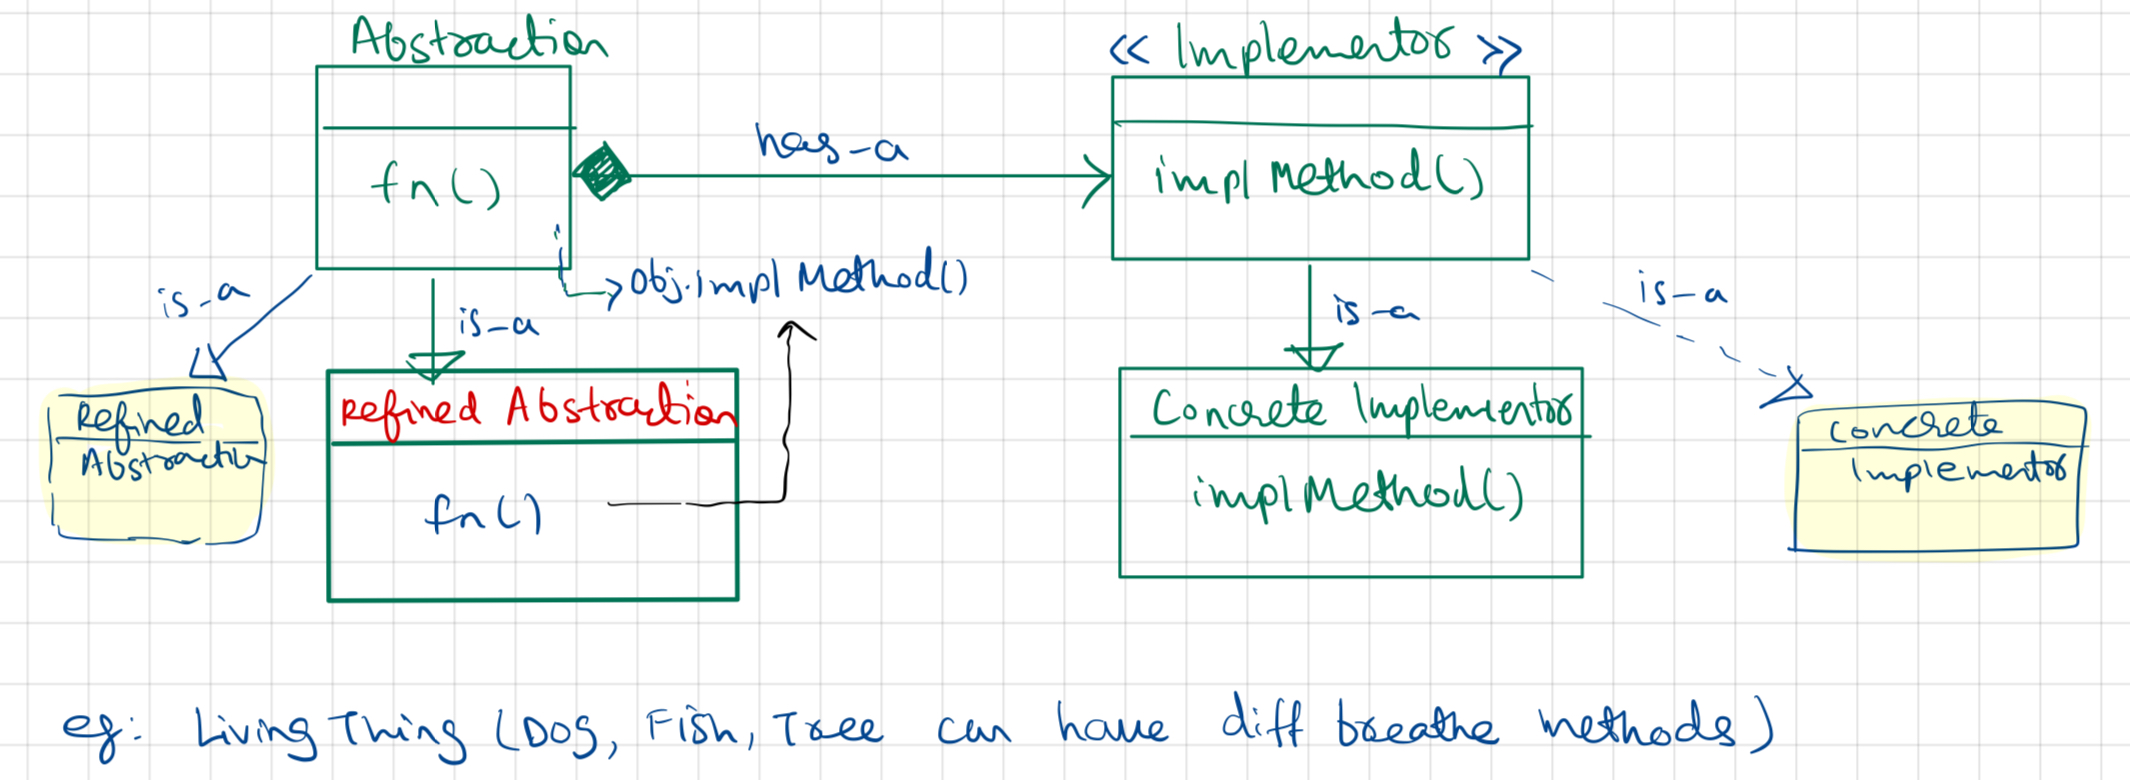 Abstraction
<< Implementor >>
fn()
has-a
impl Method()
obj.impl Method()
is-a
is-a
is-a
is-a
Refined
Abstraction
Refined Abstraction
fn()
Concrete Implementor
implMethod()
Concrete
Implementor
eg: Living Thing (Dog, Fish, Tree can have diff breathe methods)